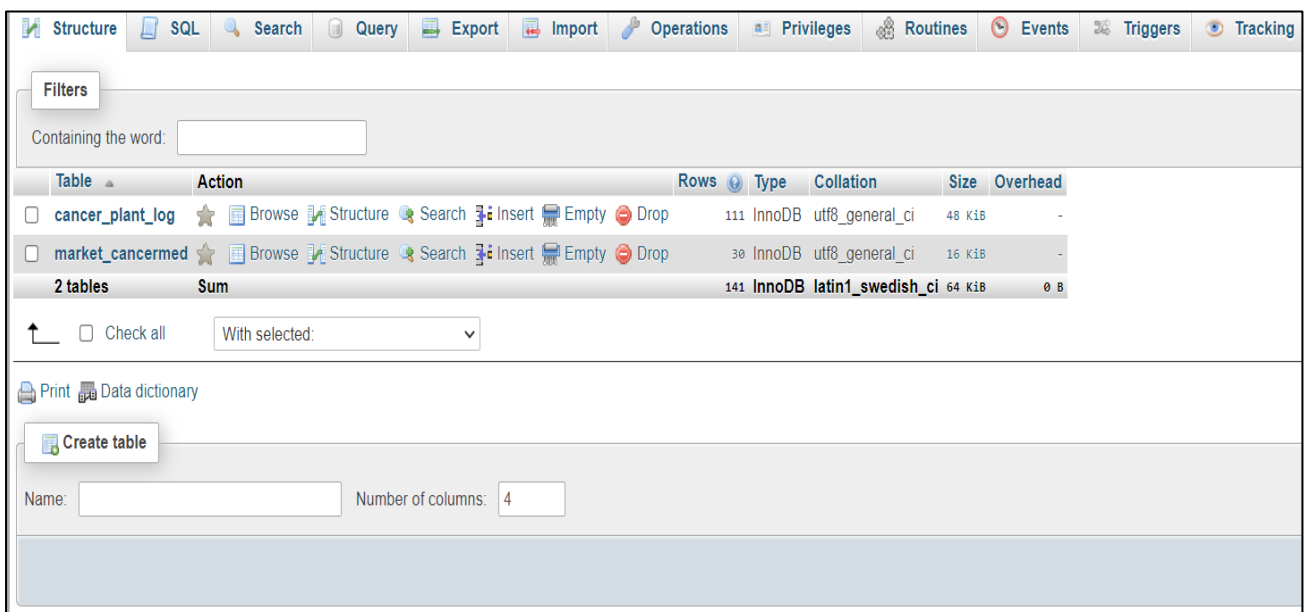 Structure SQL Search Query Export Import Operations Privileges Routines Events Triggers Tracking
Filters
Containing the word:
Table Action Rows Type Collation Size Overhead
cancer_plant_log Browse Structure Search Insert Empty Drop 111 InnoDB utf8_general_ci 48 KiB -
market_cancermed Browse Structure Search Insert Empty Drop 30 InnoDB utf8_general_ci 16 KiB -
2 tables Sum 141 InnoDB latin1_swedish_ci 64 KiB 0 B
Check all With selected:
Print Data dictionary
Create table
Name: Number of columns: 4